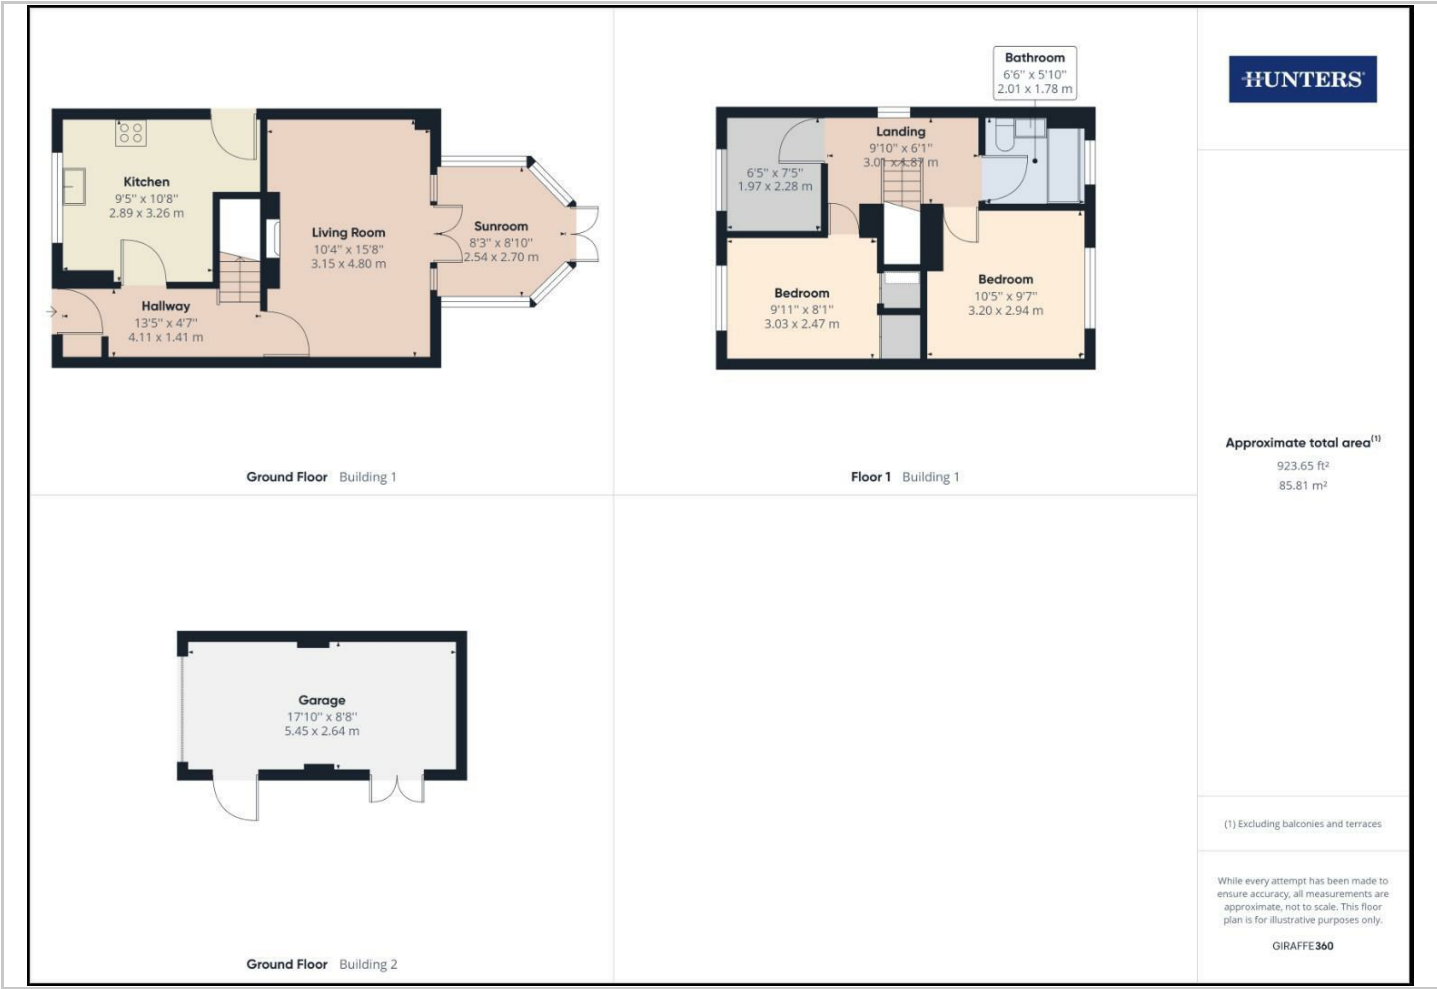 Kitchen
9'5" x 10'8"
2.89 x 3.26 m
Living Room
10'4" x 15'8"
3.15 x 4.80 m
Sunroom
8'3" x 8'10"
2.54 x 2.70 m
Hallway
13'5" x 4'7"
4.11 x 1.41 m
Ground Floor Building 1
Bathroom
6'6" x 5'10"
2.01 x 1.78 m
Landing
9'10" x 6'1"
3.01 x 1.87 m
6'5" x 7'5"
1.97 x 2.28 m
Bedroom
9'11" x 8'1"
3.03 x 2.47 m
Bedroom
10'5" x 9'7"
3.20 x 2.94 m
Floor 1 Building 1
Garage
17'10" x 8'8"
5.45 x 2.64 m
Ground Floor Building 2
HUNTERS
Approximate total area(1)
923.65 ft²
85.81 m²
(1) Excluding balconies and terraces
While every attempt has been made to
ensure accuracy, all measurements are
approximate, not to scale. This floor
plan is for illustrative purposes only.
GIRAFFE360